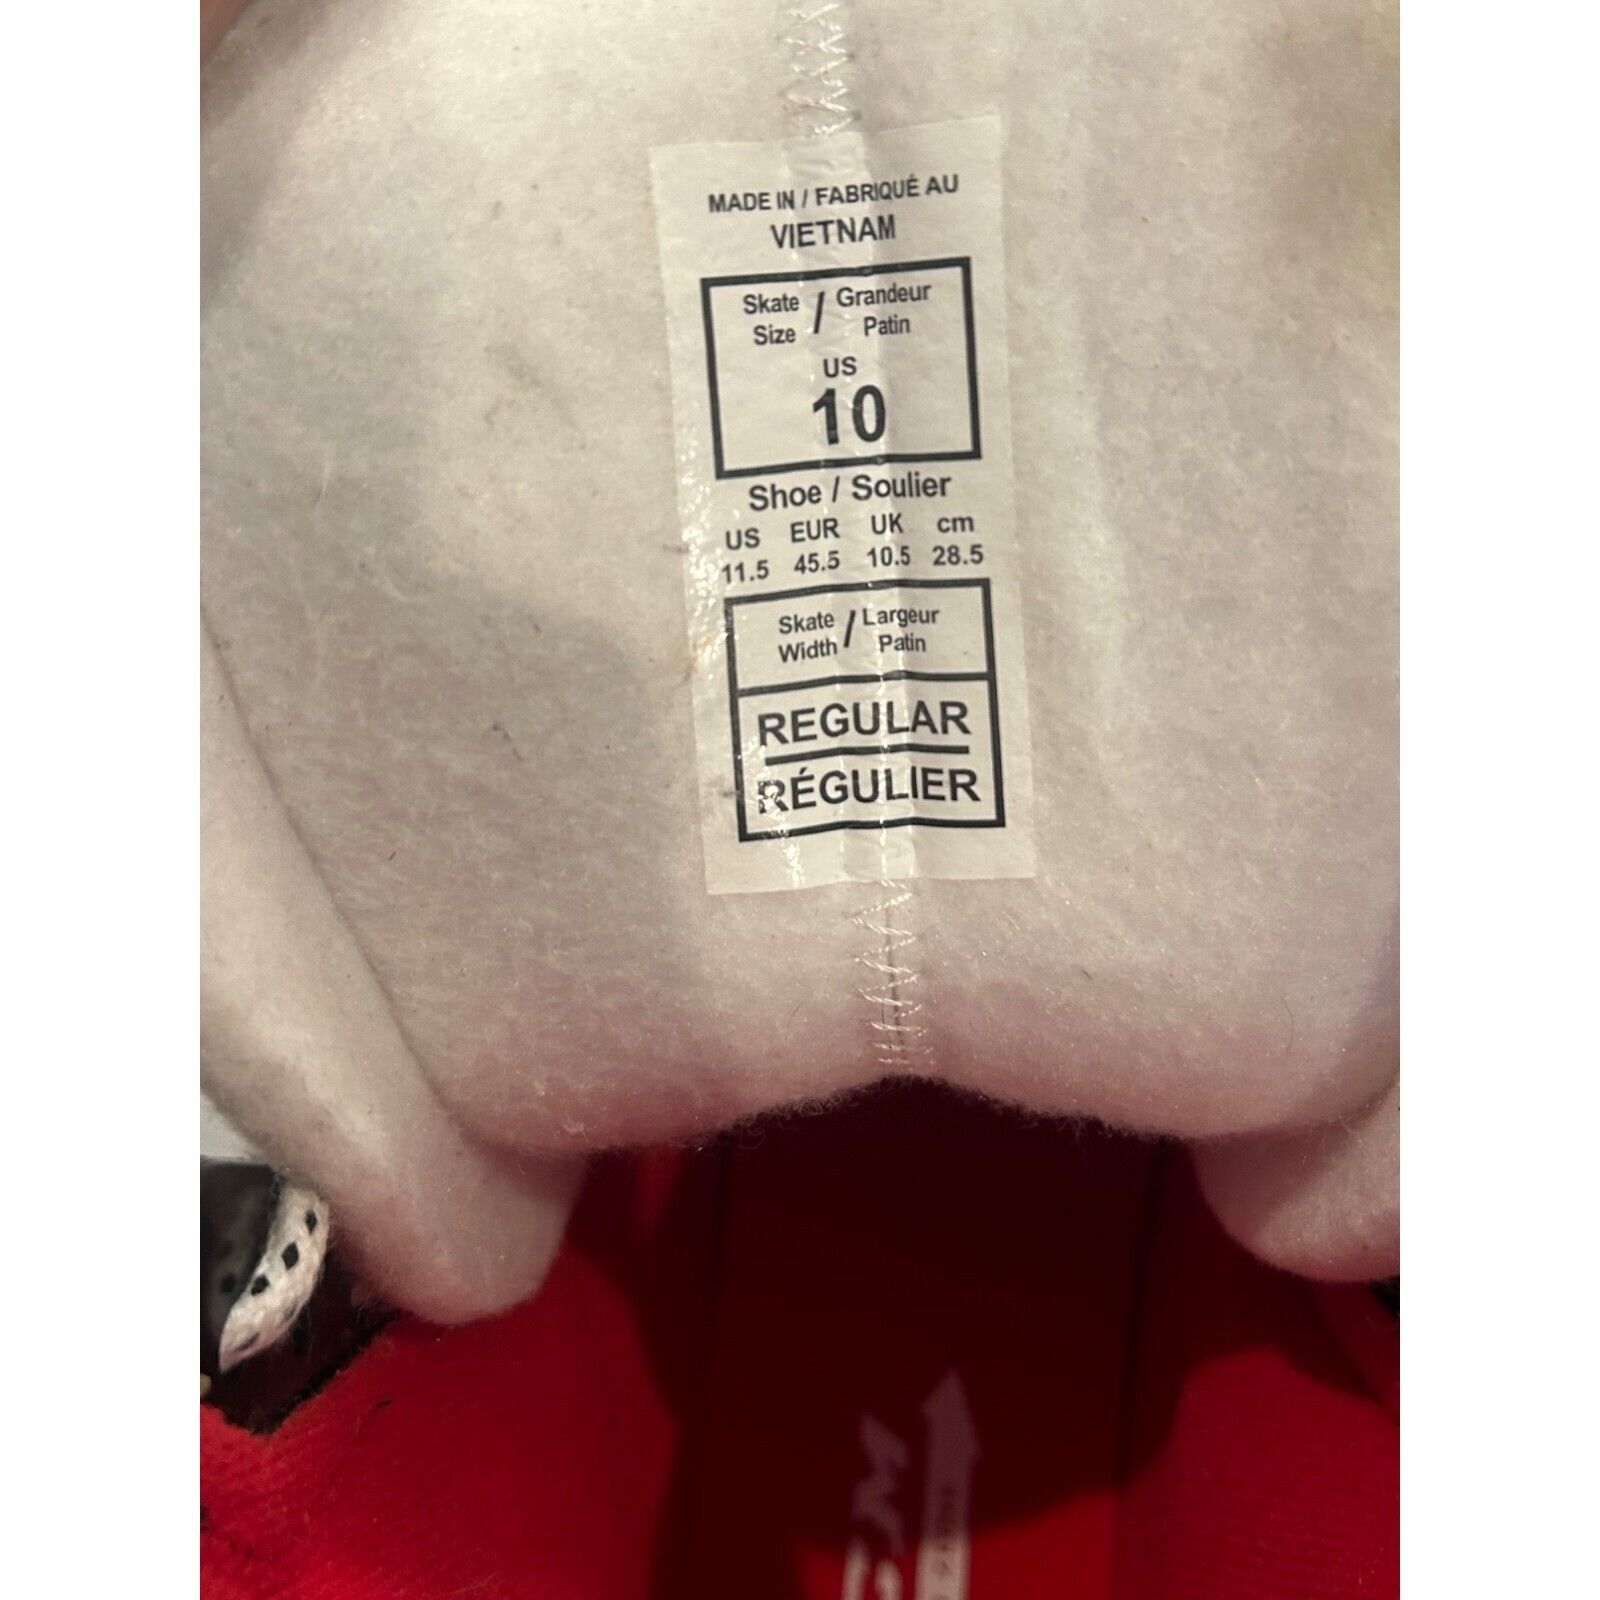 MADE IN / FABRIQUÉ AU
VIETNAM
Skate Size / Grandeur Patin
US
10
Shoe / Soulier
US EUR UK cm
11.5 45.5 10.5 28.5
Skate Width / Largeur Patin
REGULAR
RÉGULIER